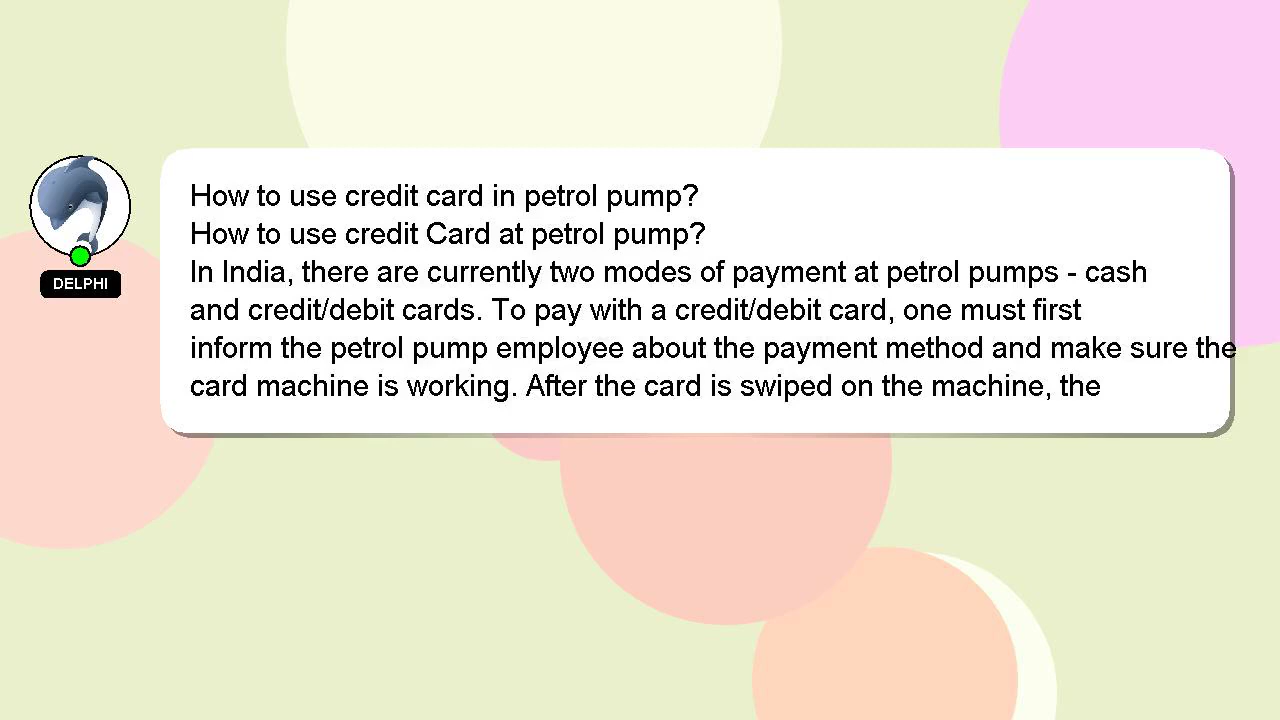 How to use credit card in petrol pump?
How to use credit Card at petrol pump?
In India, there are currently two modes of payment at petrol pumps - cash
and credit/debit cards. To pay with a credit/debit card, one must first
inform the petrol pump employee about the payment method and make sure the
card machine is working. After the card is swiped on the machine, the
DELPHI